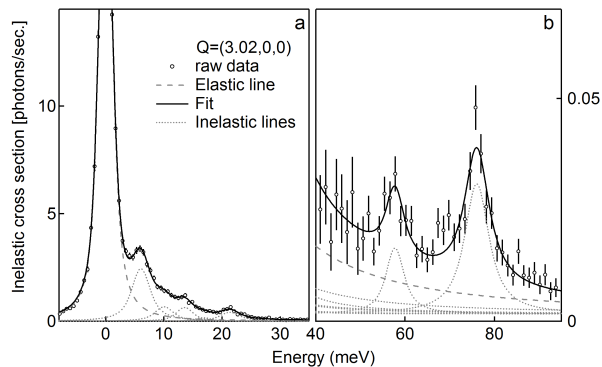 a
b
Q=(3.02,0,0)
raw data
Elastic line
Fit
Inelastic lines
Inelastic cross section [photons/sec.]
10
5
0
0.05
0
0
10
20
30
40
60
80
Energy (meV)